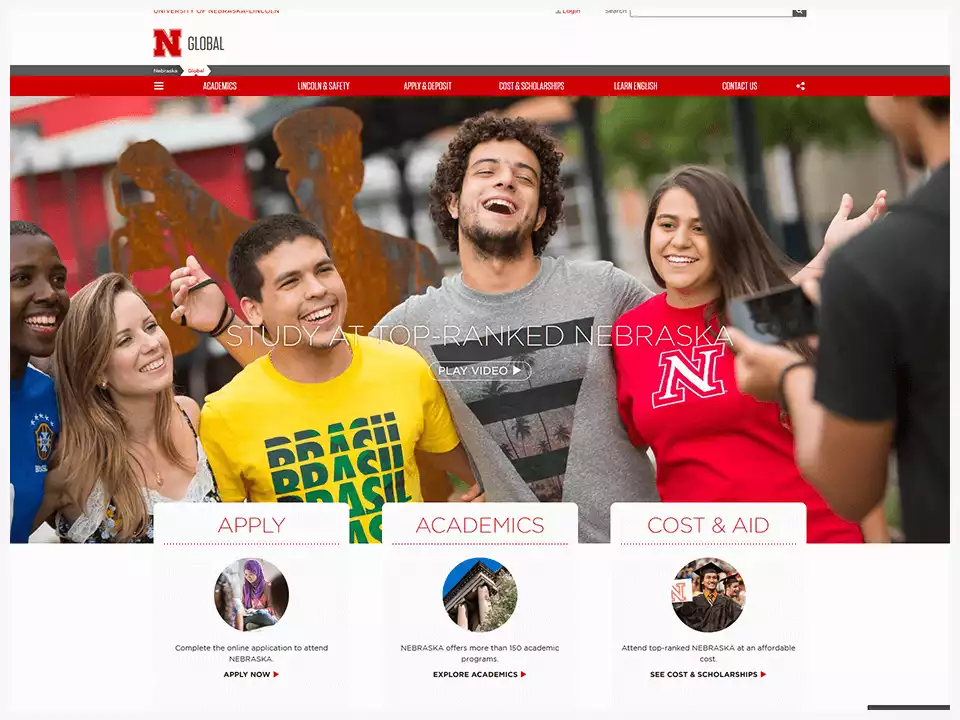 UNIVERSITY OF NEBRASKA-LINCOLN
Login
Search
N GLOBAL
Nebraska Global
ACADEMICS LINCOLN & SAFETY APPLY & DEPOSIT COST & SCHOLARSHIPS LEARN ENGLISH CONTACT US
STUDY AT TOP-RANKED NEBRASKA
PLAY VIDEO
N
BRASIL
BRASIL
BRASIL
BRASIL
APPLY
ACADEMICS
COST & AID
N
Complete the online application to attend
NEBRASKA.
APPLY NOW
NEBRASKA offers more than 150 academic
programs.
EXPLORE ACADEMICS
Attend top-ranked NEBRASKA at an affordable
cost.
SEE COST & SCHOLARSHIPS